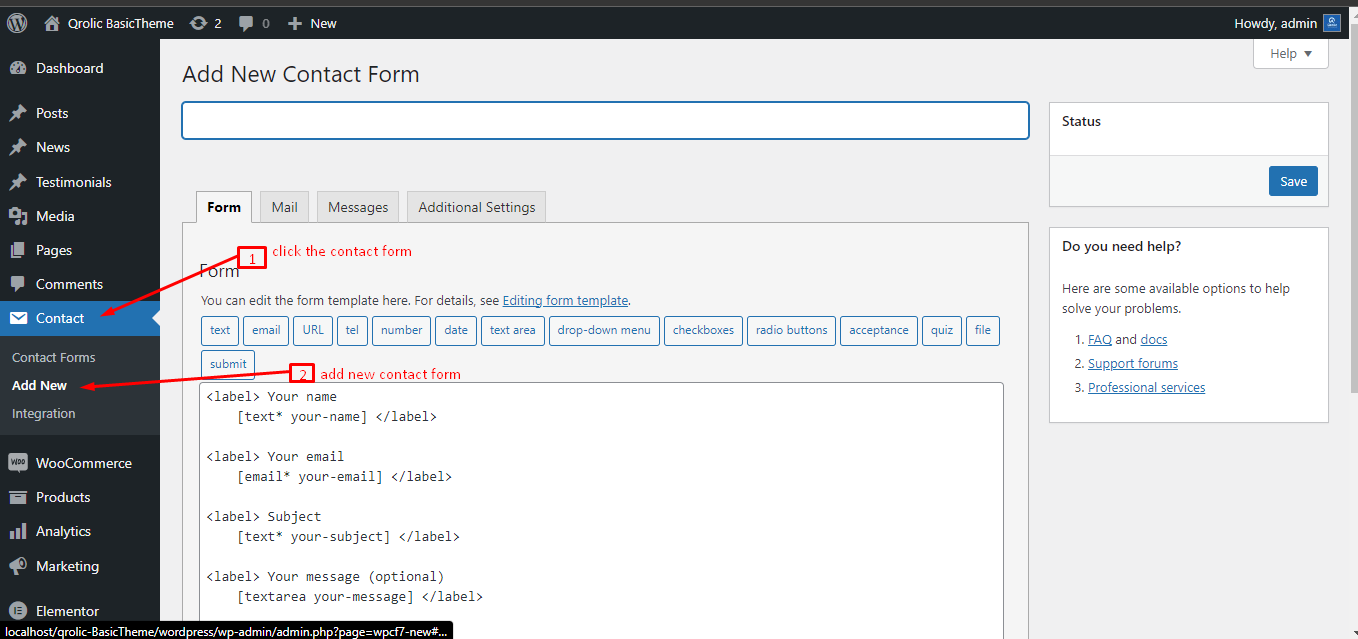 Qrolic BasicTheme 2 0 New Howdy, admin
Help
Dashboard
Posts
News
Testimonials
Media
Pages
Comments
Contact
Contact Forms
Add New
Integration
WooCommerce
Products
Analytics
Marketing
Elementor
Add New Contact Form
Form Mail Messages Additional Settings
1 click the contact form
Form
You can edit the form template here. For details, see Editing form template.
text email URL tel number date text area drop-down menu checkboxes radio buttons acceptance quiz file
submit
2 add new contact form
<label> Your name
[text* your-name] </label>
<label> Your email
[email* your-email] </label>
<label> Subject
[text* your-subject] </label>
<label> Your message (optional)
[textarea your-message] </label>
Status
Save
Do you need help?
Here are some available options to help
solve your problems.
1. FAQ and docs
2. Support forums
3. Professional services
localhost/qrolic-BasicTheme/wordpress/wp-admin/admin.php?page=wpcf7-new#...